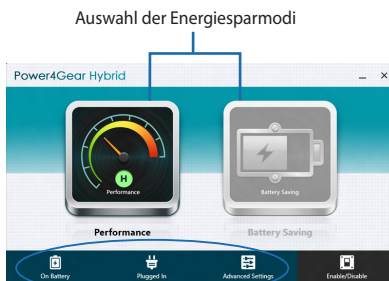 Auswahl der Energiesparmodi
Power4Gear Hybrid
H
Performance
Battery Saving
Performance
Battery Saving
On Battery
Plugged In
Advanced Settings
Enable/Disable